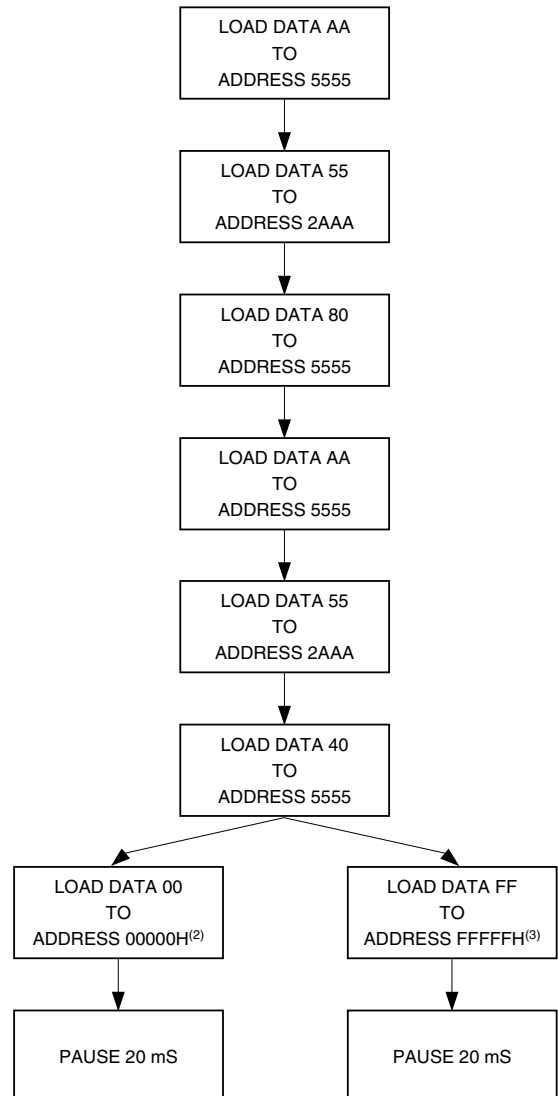 LOAD DATA AA
TO
ADDRESS 5555
LOAD DATA 55
TO
ADDRESS 2AAA
LOAD DATA 80
TO
ADDRESS 5555
LOAD DATA AA
TO
ADDRESS 5555
LOAD DATA 55
TO
ADDRESS 2AAA
LOAD DATA 40
TO
ADDRESS 5555
LOAD DATA 00
TO
ADDRESS 00000H(2)
LOAD DATA FF
TO
ADDRESS FFFFFH(3)
PAUSE 20 mS
PAUSE 20 mS